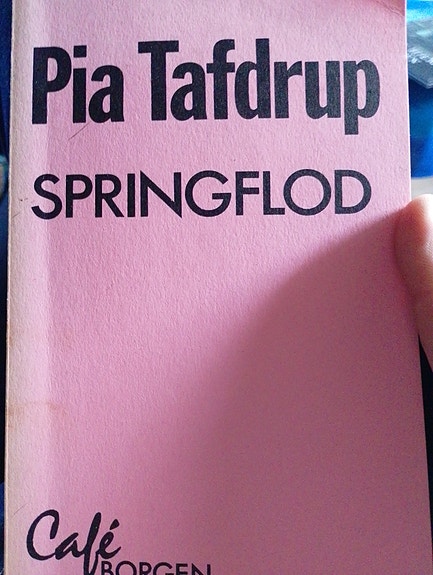 Pia Tafdrup
SPRINGFLOD
Café
BORGEN